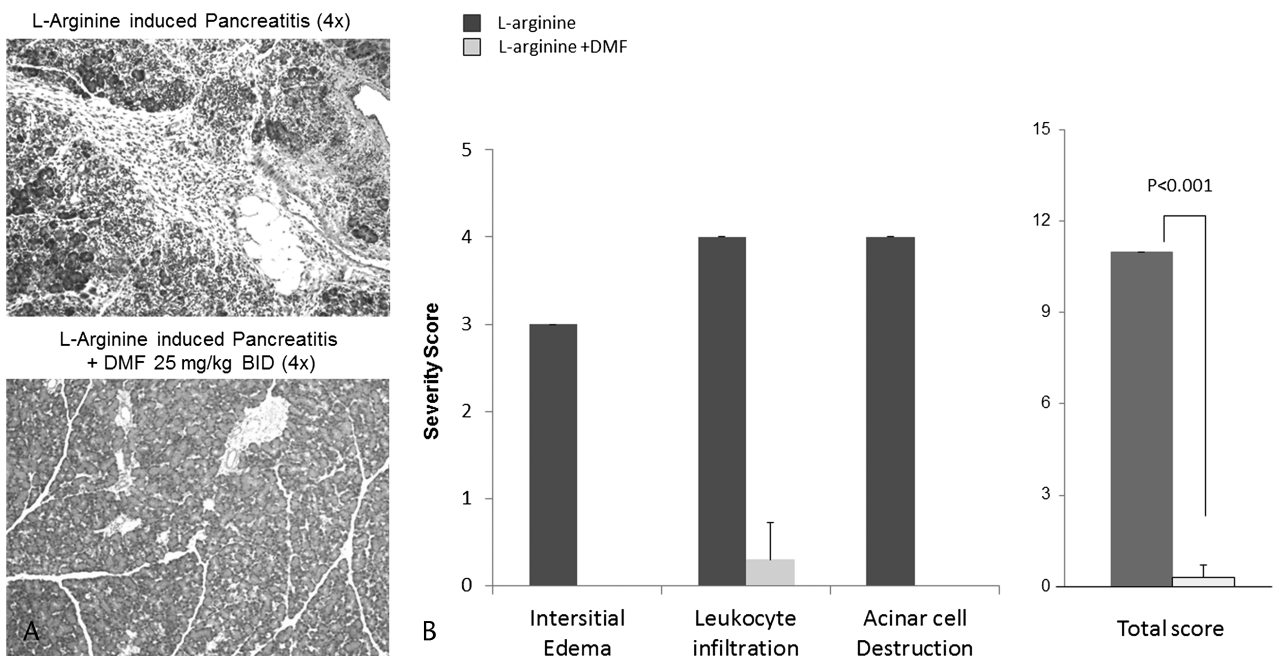 L-Arginine induced Pancreatitis (4x)
L-Arginine induced Pancreatitis
+ DMF 25 mg/kg BID (4x)
A
L-arginine
L-arginine +DMF
Severity Score
5
4
3
2
1
0
Intersitial
Edema
Leukocyte
infiltration
Acinar cell
Destruction
B
15
12
9
6
3
0
P<0.001
Total score